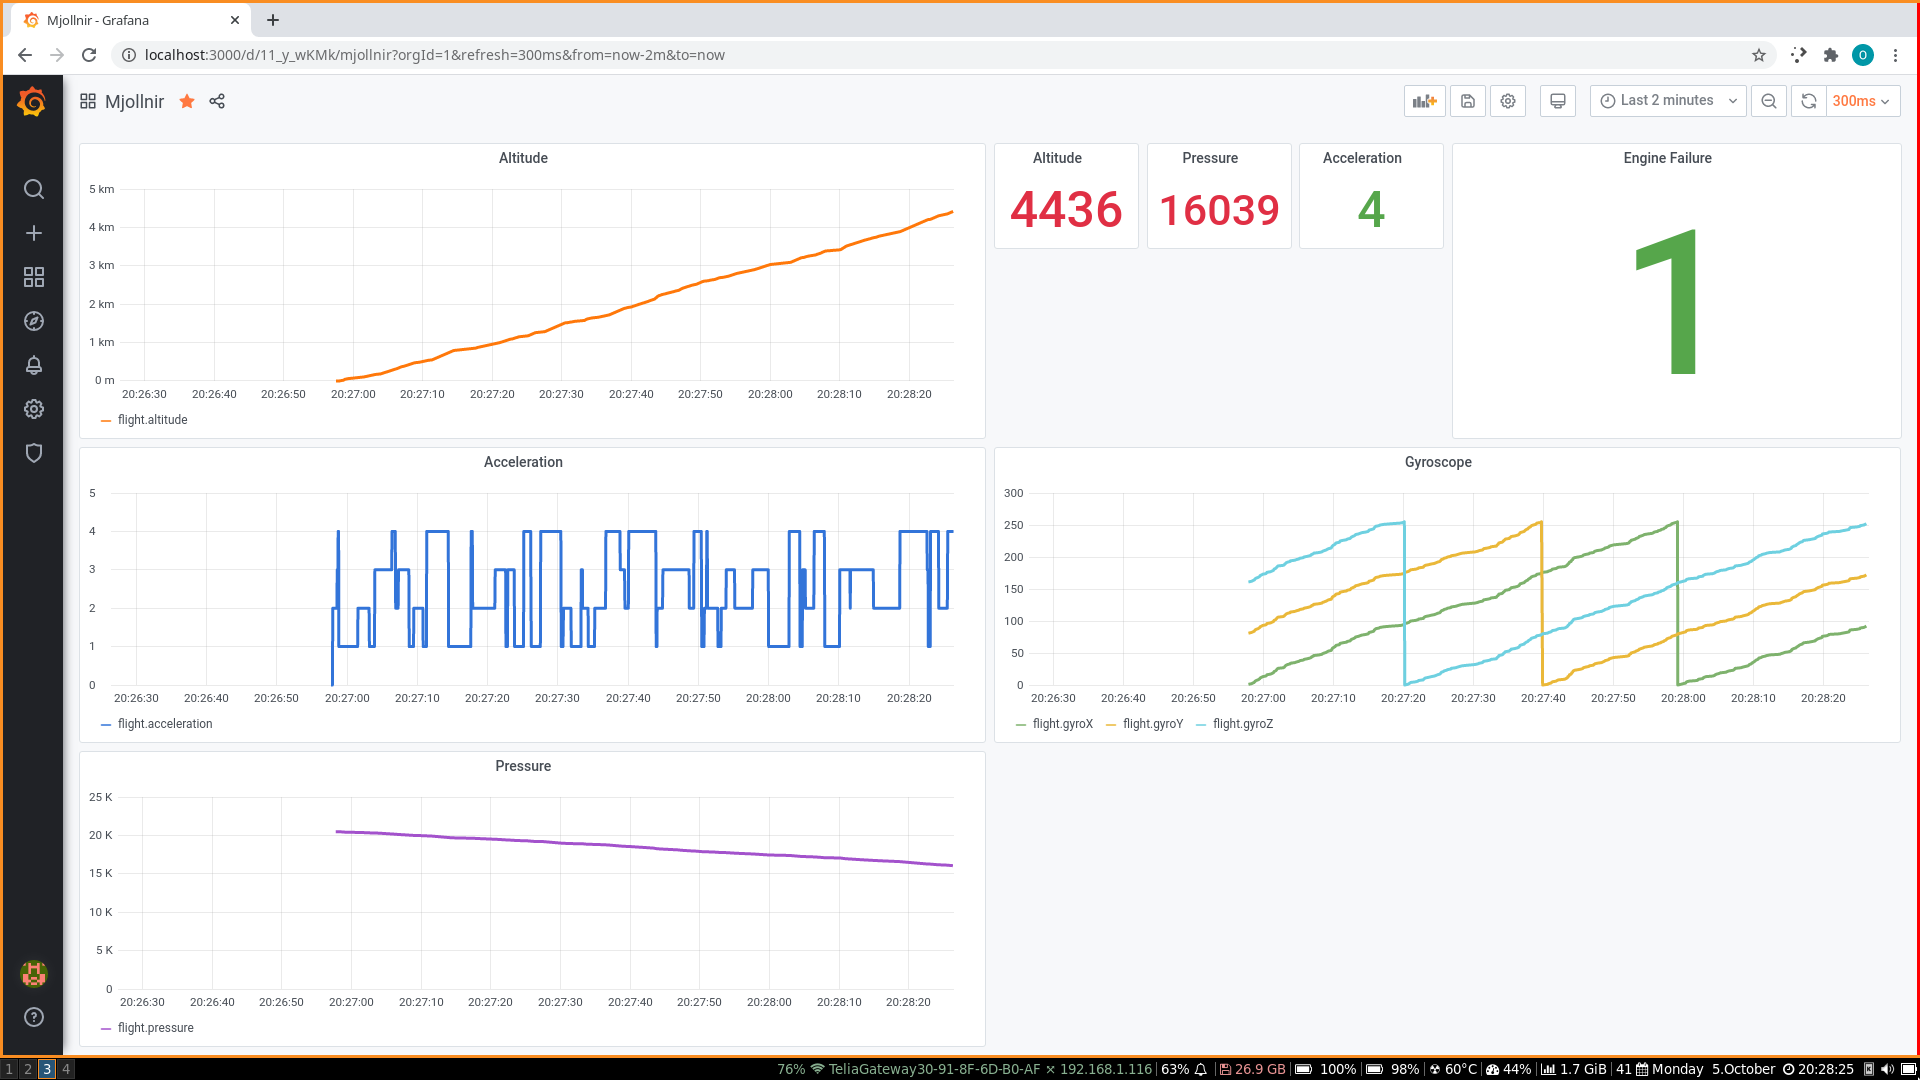 Mjollnir - Grafana
localhost:3000/d/11_y_wKMk/mjollnir?orgId=1&refresh=300ms&from=now-2m&to=now
O
Mjollnir
Last 2 minutes
300ms
Altitude
5 km
4 km
3 km
2 km
1 km
0 m
20:26:30 20:26:40 20:26:50 20:27:00 20:27:10 20:27:20 20:27:30 20:27:40 20:27:50 20:28:00 20:28:10 20:28:20
flight.altitude
Altitude
4436
Pressure
16039
Acceleration
4
Engine Failure
1
Acceleration
5
4
3
2
1
0
20:26:30 20:26:40 20:26:50 20:27:00 20:27:10 20:27:20 20:27:30 20:27:40 20:27:50 20:28:00 20:28:10 20:28:20
flight.acceleration
Gyroscope
300
250
200
150
100
50
0
20:26:30 20:26:40 20:26:50 20:27:00 20:27:10 20:27:20 20:27:30 20:27:40 20:27:50 20:28:00 20:28:10 20:28:20
flight.gyroX flight.gyroY flight.gyroZ
Pressure
25 K
20 K
15 K
10 K
5 K
0
20:26:30 20:26:40 20:26:50 20:27:00 20:27:10 20:27:20 20:27:30 20:27:40 20:27:50 20:28:00 20:28:10 20:28:20
flight.pressure
1 2 3 4 76% TeliaGateway30-91-8F-6D-B0-AF × 192.168.1.116 63% 26.9 GB 100% 98% 60°C 44% 1.7 GiB 41 Monday 5.October 20:28:25